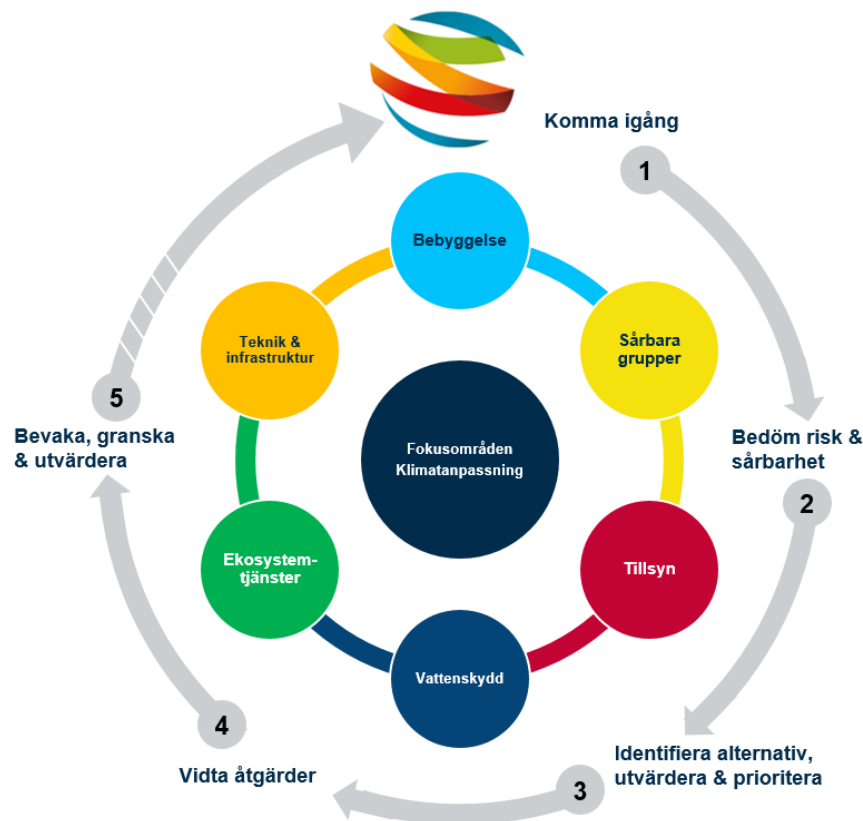 Komma igång
1
Bebyggelse
Teknik &
infrastruktur
Sårbara
grupper
5
Bevaka, granska
& utvärdera
Fokusområden
Klimatanpassning
Bedöm risk &
sårbarhet
2
Ekosystem-
tjänster
Tillsyn
Vattenskydd
4
Vidta åtgärder
3
Identifiera alternativ,
utvärdera & prioritera